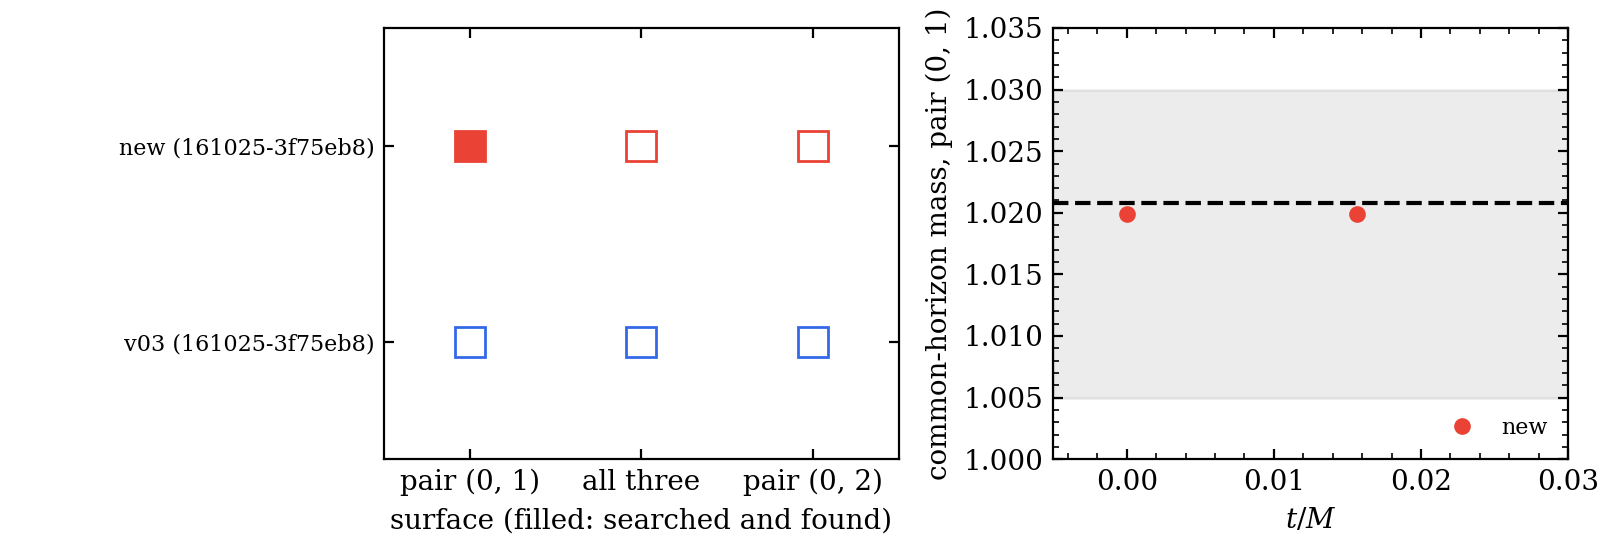 new (161025-3f75eb8)
v03 (161025-3f75eb8)
pair (0, 1)
all three
pair (0, 2)
surface (filled: searched and found)
common-horizon mass, pair (0, 1)
1.035
1.030
1.025
1.020
1.015
1.010
1.005
1.000
new
0.00
0.01
0.02
0.03
t/M